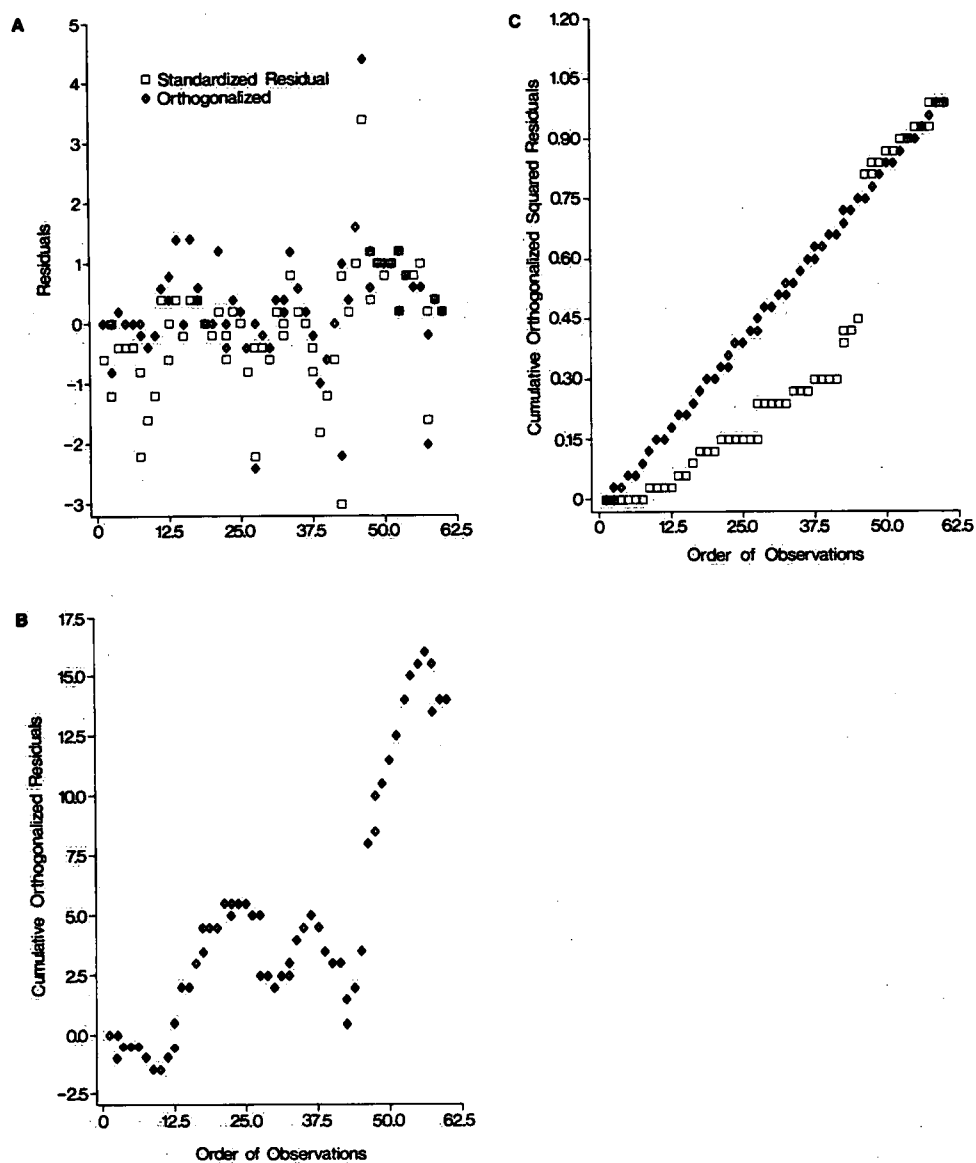 A
5
4
3
2
1
0
−1
−2
−3
Residuals
Standardized Residual
Orthogonalized
0 12.5 25.0 37.5 50.0 62.5
C
1.20
1.05
0.90
0.75
0.60
0.45
0.30
0.15
0
Cumulative Orthogonalized Squared Residuals
0 12.5 25.0 37.5 50.0 62.5
Order of Observations
B
17.5
15.0
12.5
10.0
7.5
5.0
2.5
0.0
−2.5
Cumulative Orthogonalized Residuals
0 12.5 25.0 37.5 50.0 62.5
Order of Observations